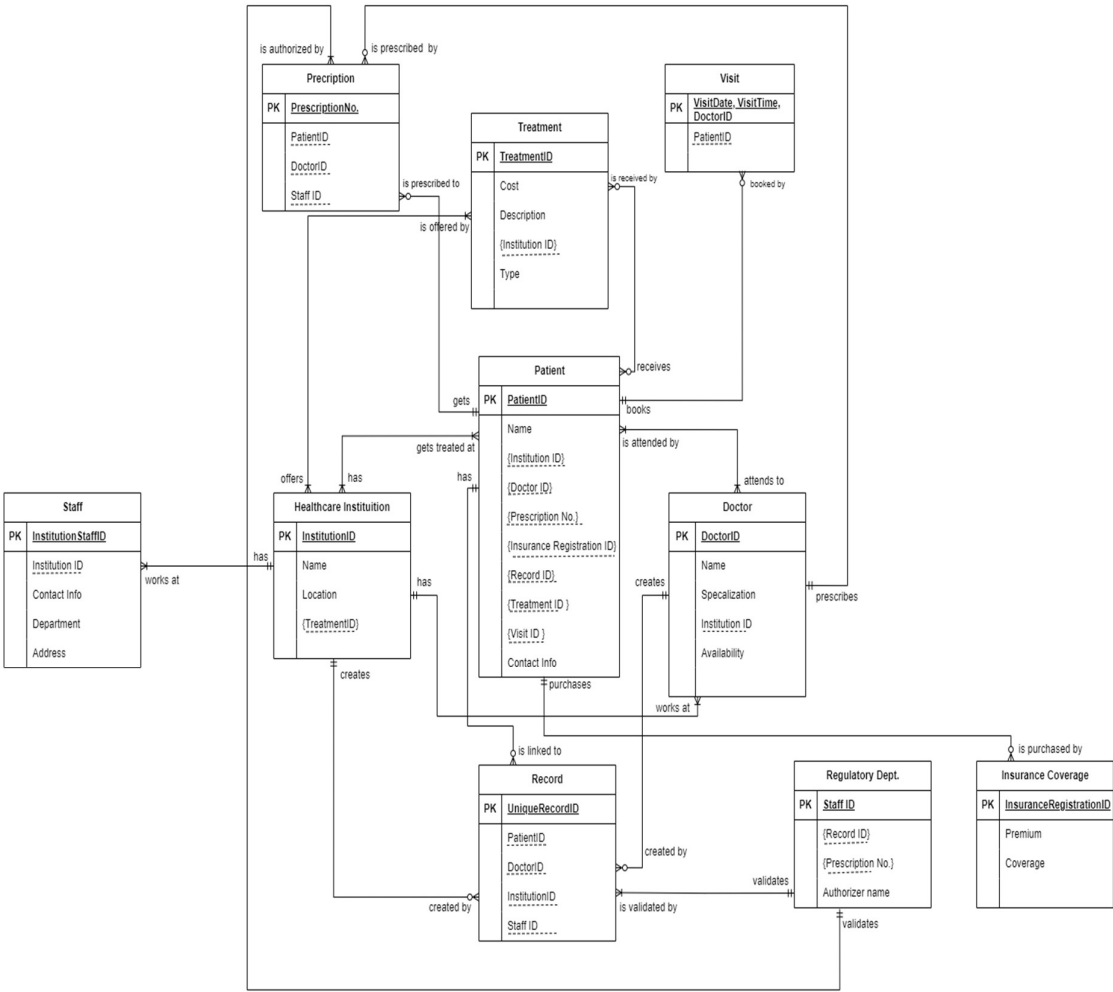 is authorized by
is prescribed by
Precription
PK
PrescriptionNo.
PatientID
DoctorID
Staff ID
is prescribed to
Visit
PK
VisitDate, VisitTime,
DoctorID
PatientID
booked by
Treatment
PK
TreatmentID
Cost
Description
{Institution ID}
Type
is received by
is offered by
receives
Patient
PK
PatientID
Name
{Institution ID}
{Doctor ID}
{Prescription No.}
{Insurance Registration ID}
{Record ID}
{Treatment ID }
{Visit ID }
Contact Info
gets
books
gets treated at
is attended by
has
offers
has
attends to
Staff
PK
InstitutionStaffID
Institution ID
Contact Info
Department
Address
works at
has
Healthcare Instituition
PK
InstitutionID
Name
Location
{TreatmentID}
has
creates
Doctor
PK
DoctorID
Name
Specalization
Institution ID
Availability
creates
prescribes
works at
purchases
is linked to
is purchased by
Record
PK
UniqueRecordID
PatientID
DoctorID
InstitutionID
Staff ID
created by
created by
is validated by
validates
Regulatory Dept.
PK
Staff ID
{Record ID}
{Prescription No.}
Authorizer name
validates
Insurance Coverage
PK
InsuranceRegistrationID
Premium
Coverage